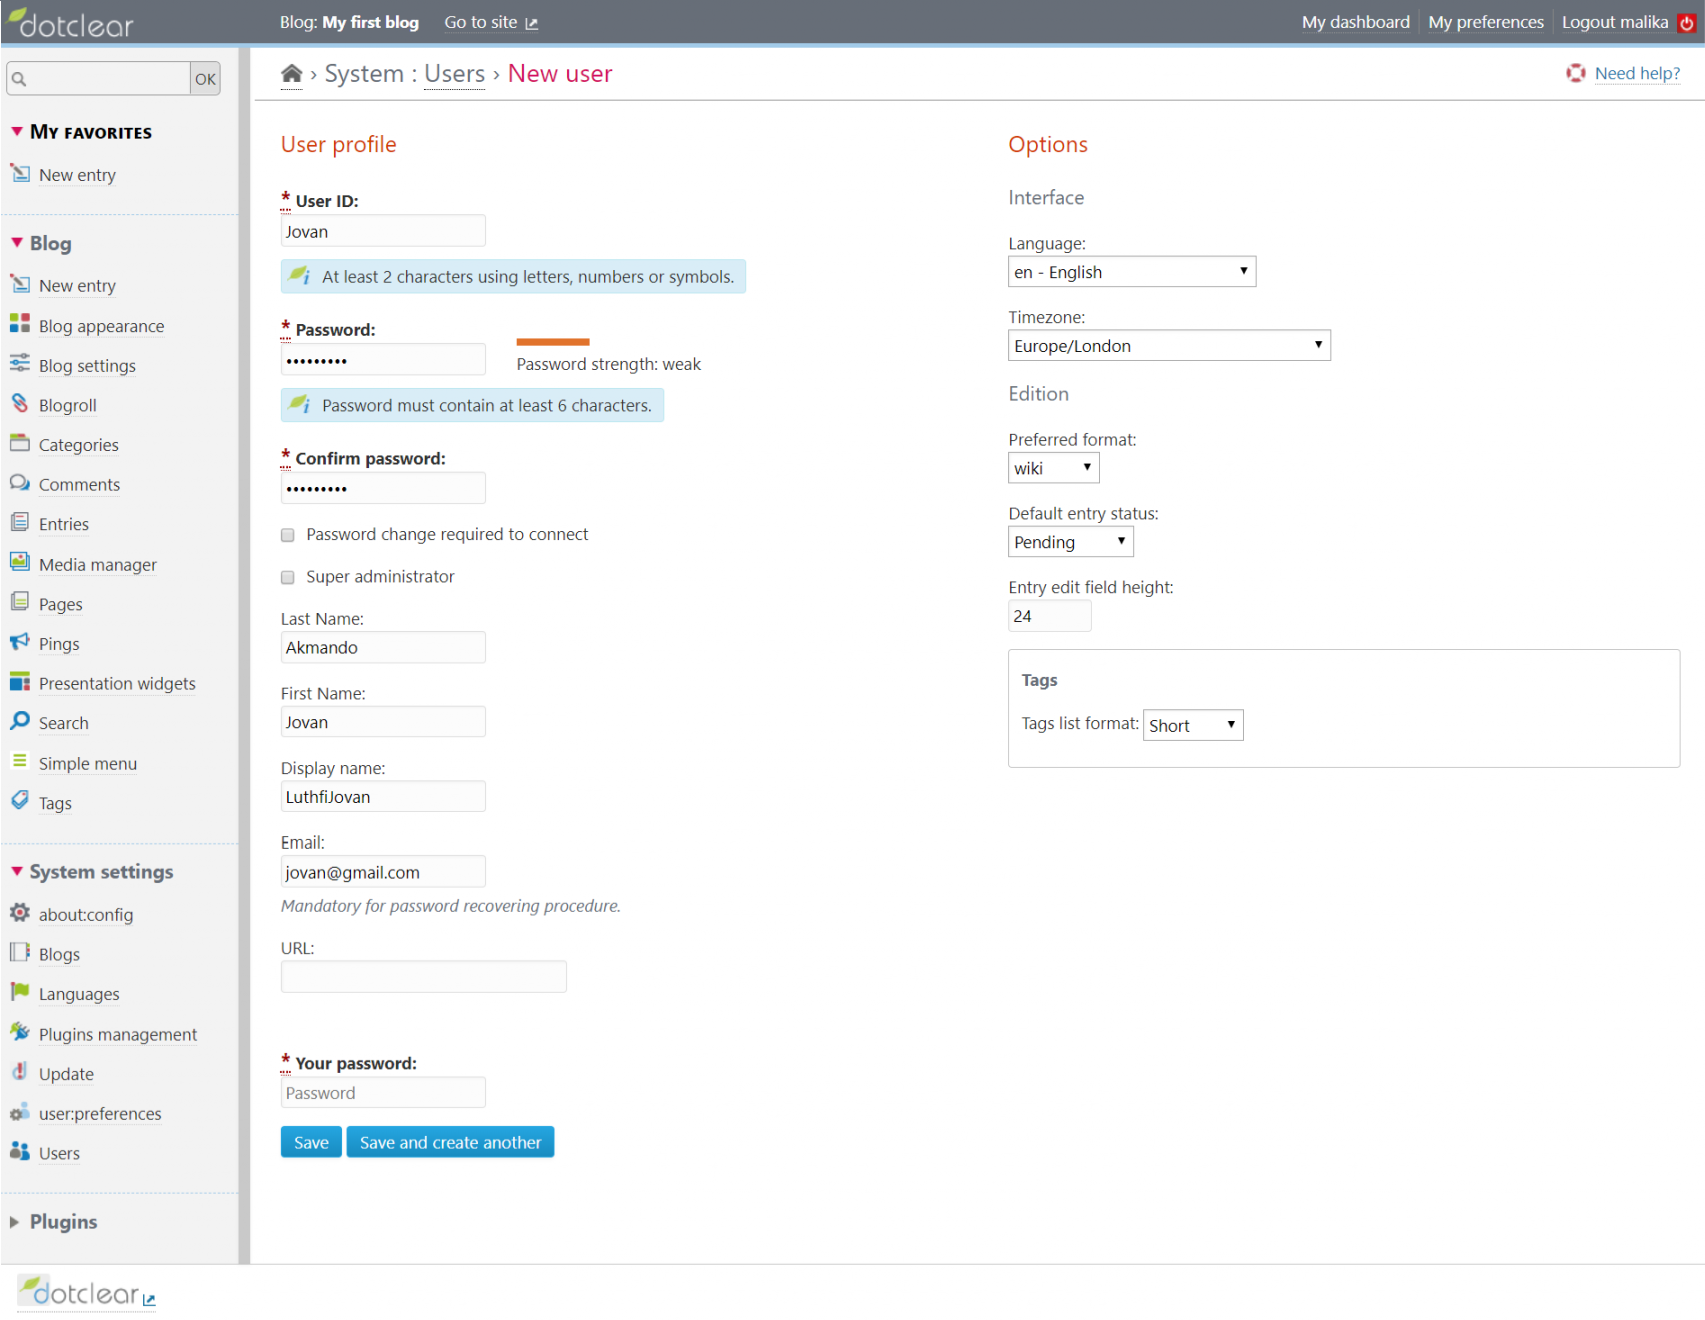 dotclear
Blog: My first blog
Go to site
My dashboard
My preferences
Logout malika
OK
My favorites
New entry
Blog
New entry
Blog appearance
Blog settings
Blogroll
Categories
Comments
Entries
Media manager
Pages
Pings
Presentation widgets
Search
Simple menu
Tags
System settings
about:config
Blogs
Languages
Plugins management
Update
user:preferences
Users
Plugins
› System : Users › New user
Need help?
User profile
* User ID:
Jovan
At least 2 characters using letters, numbers or symbols.
* Password:
•••••••••
Password strength: weak
Password must contain at least 6 characters.
* Confirm password:
•••••••••
Password change required to connect
Super administrator
Last Name:
Akmando
First Name:
Jovan
Display name:
LuthfiJovan
Email:
jovan@gmail.com
Mandatory for password recovering procedure.
URL:
* Your password:
Password
Save
Save and create another
Options
Interface
Language:
en - English
Timezone:
Europe/London
Edition
Preferred format:
wiki
Default entry status:
Pending
Entry edit field height:
24
Tags
Tags list format: Short
dotclear